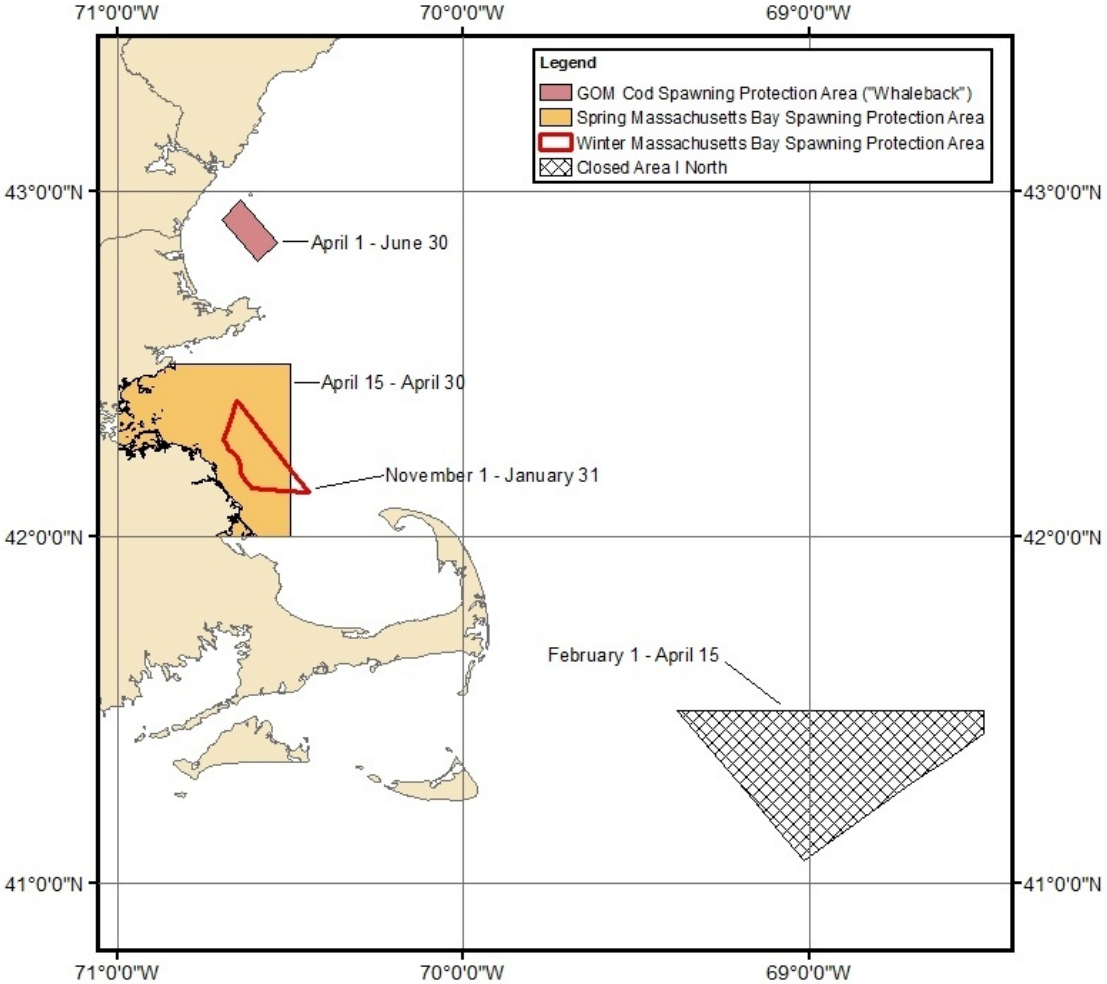 71°0'0"W 70°0'0"W 69°0'0"W
Legend
GOM Cod Spawning Protection Area ("Whaleback")
Spring Massachusetts Bay Spawning Protection Area
Winter Massachusetts Bay Spawning Protection Area
Closed Area I North
43°0'0"N 43°0'0"N
April 1 - June 30
April 15 - April 30
November 1 - January 31
42°0'0"N 42°0'0"N
February 1 - April 15
41°0'0"N 41°0'0"N
71°0'0"W 70°0'0"W 69°0'0"W